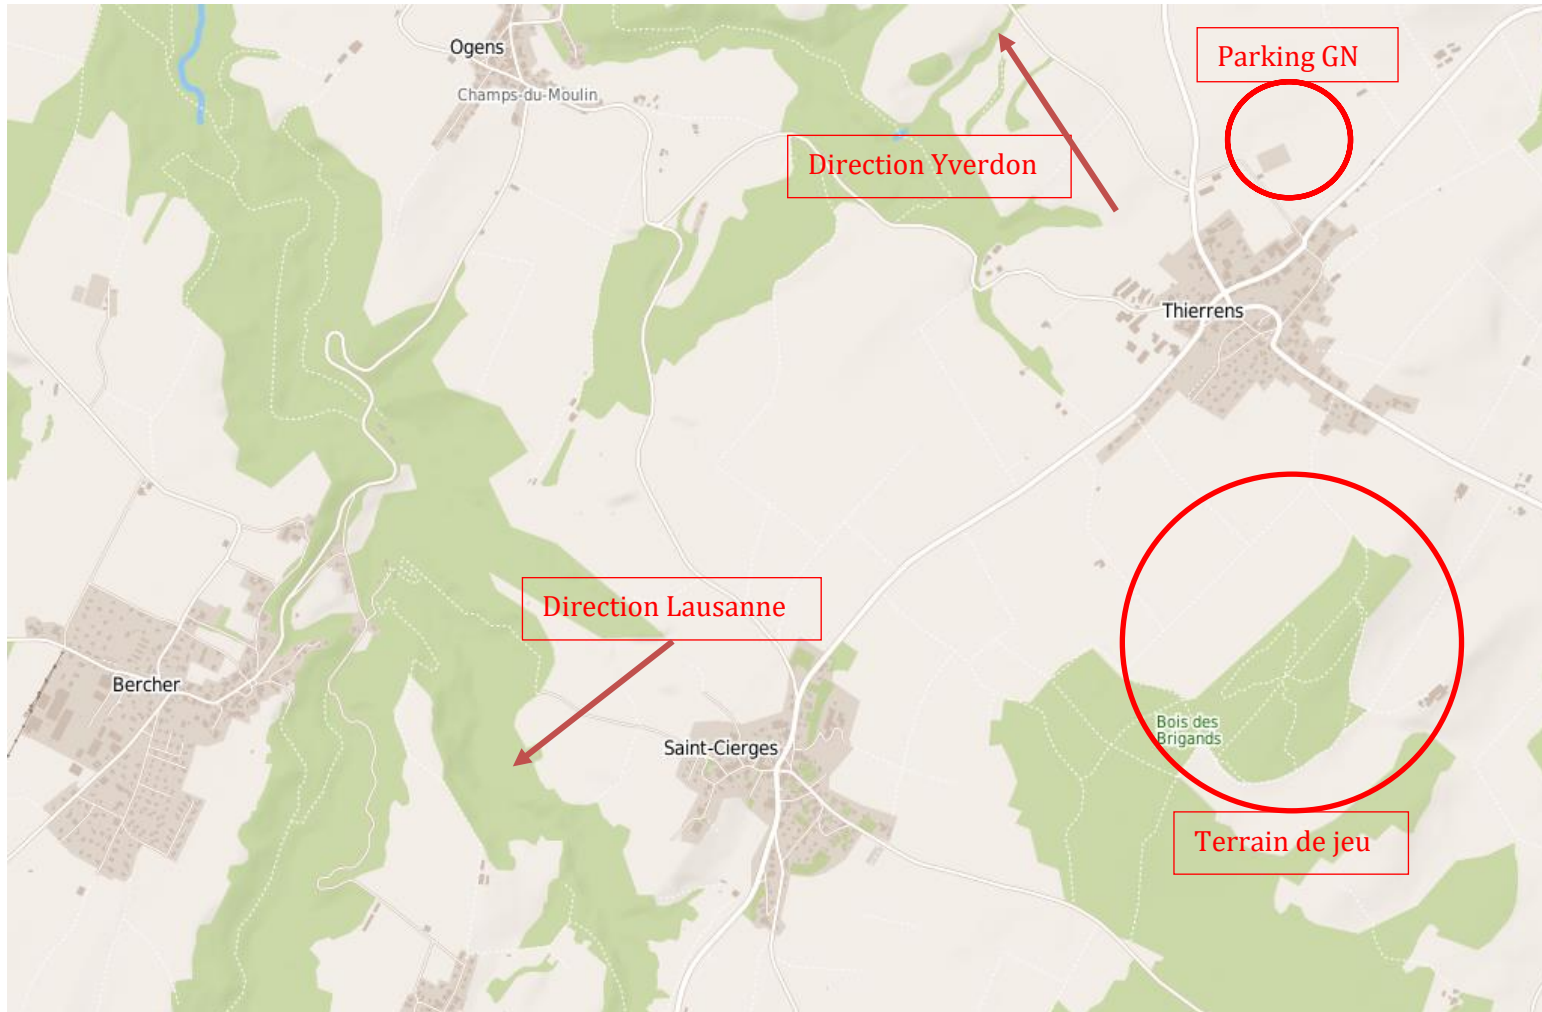 Ogens
Parking GN
Champs-du-Moulin
Direction Yverdon
Thierrens
Direction Lausanne
Bercher
Bois des
Brigands
Saint-Cierges
Terrain de jeu